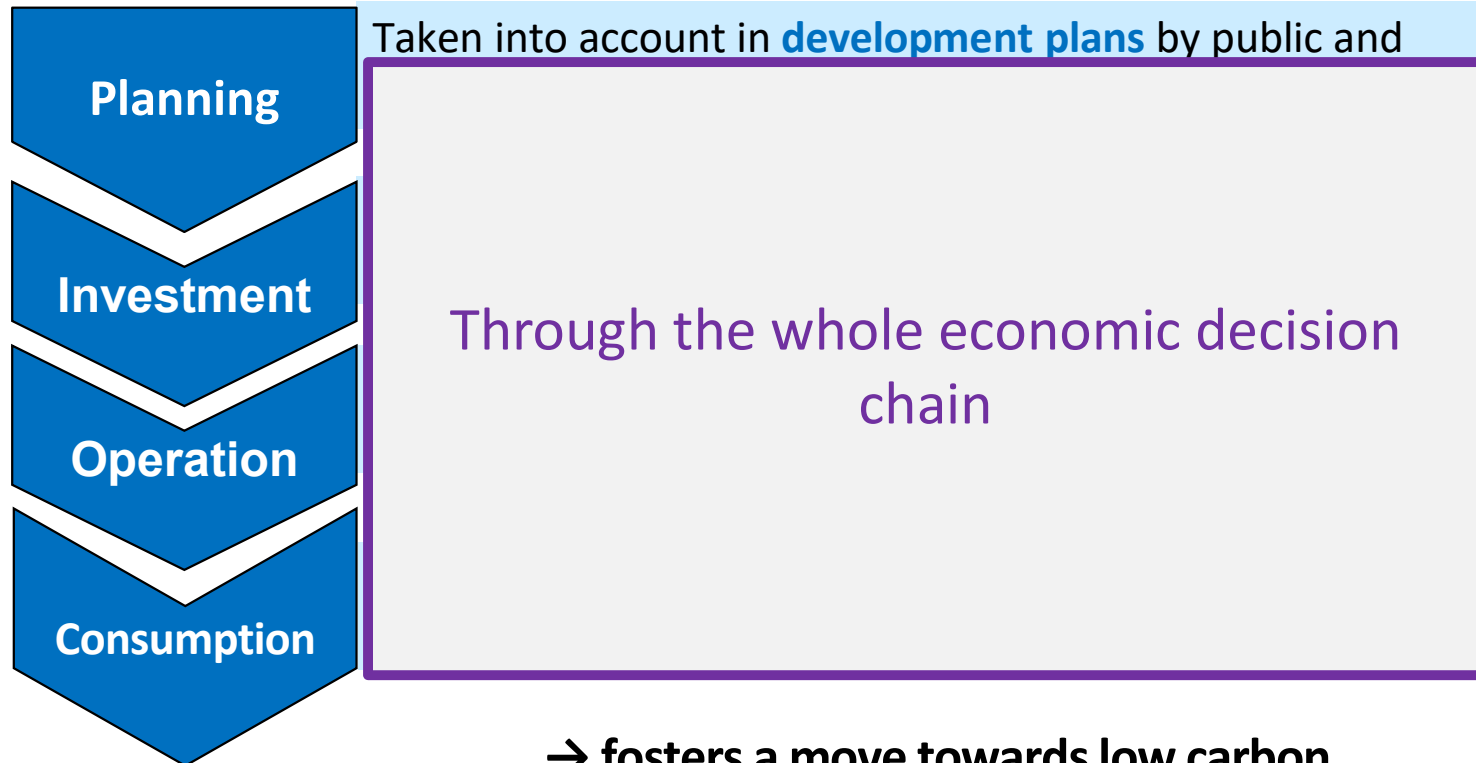 Taken into account in development plans by public and
Planning
Investment
Through the whole economic decision
chain
Operation
Consumption
→ fosters a move towards low carbon